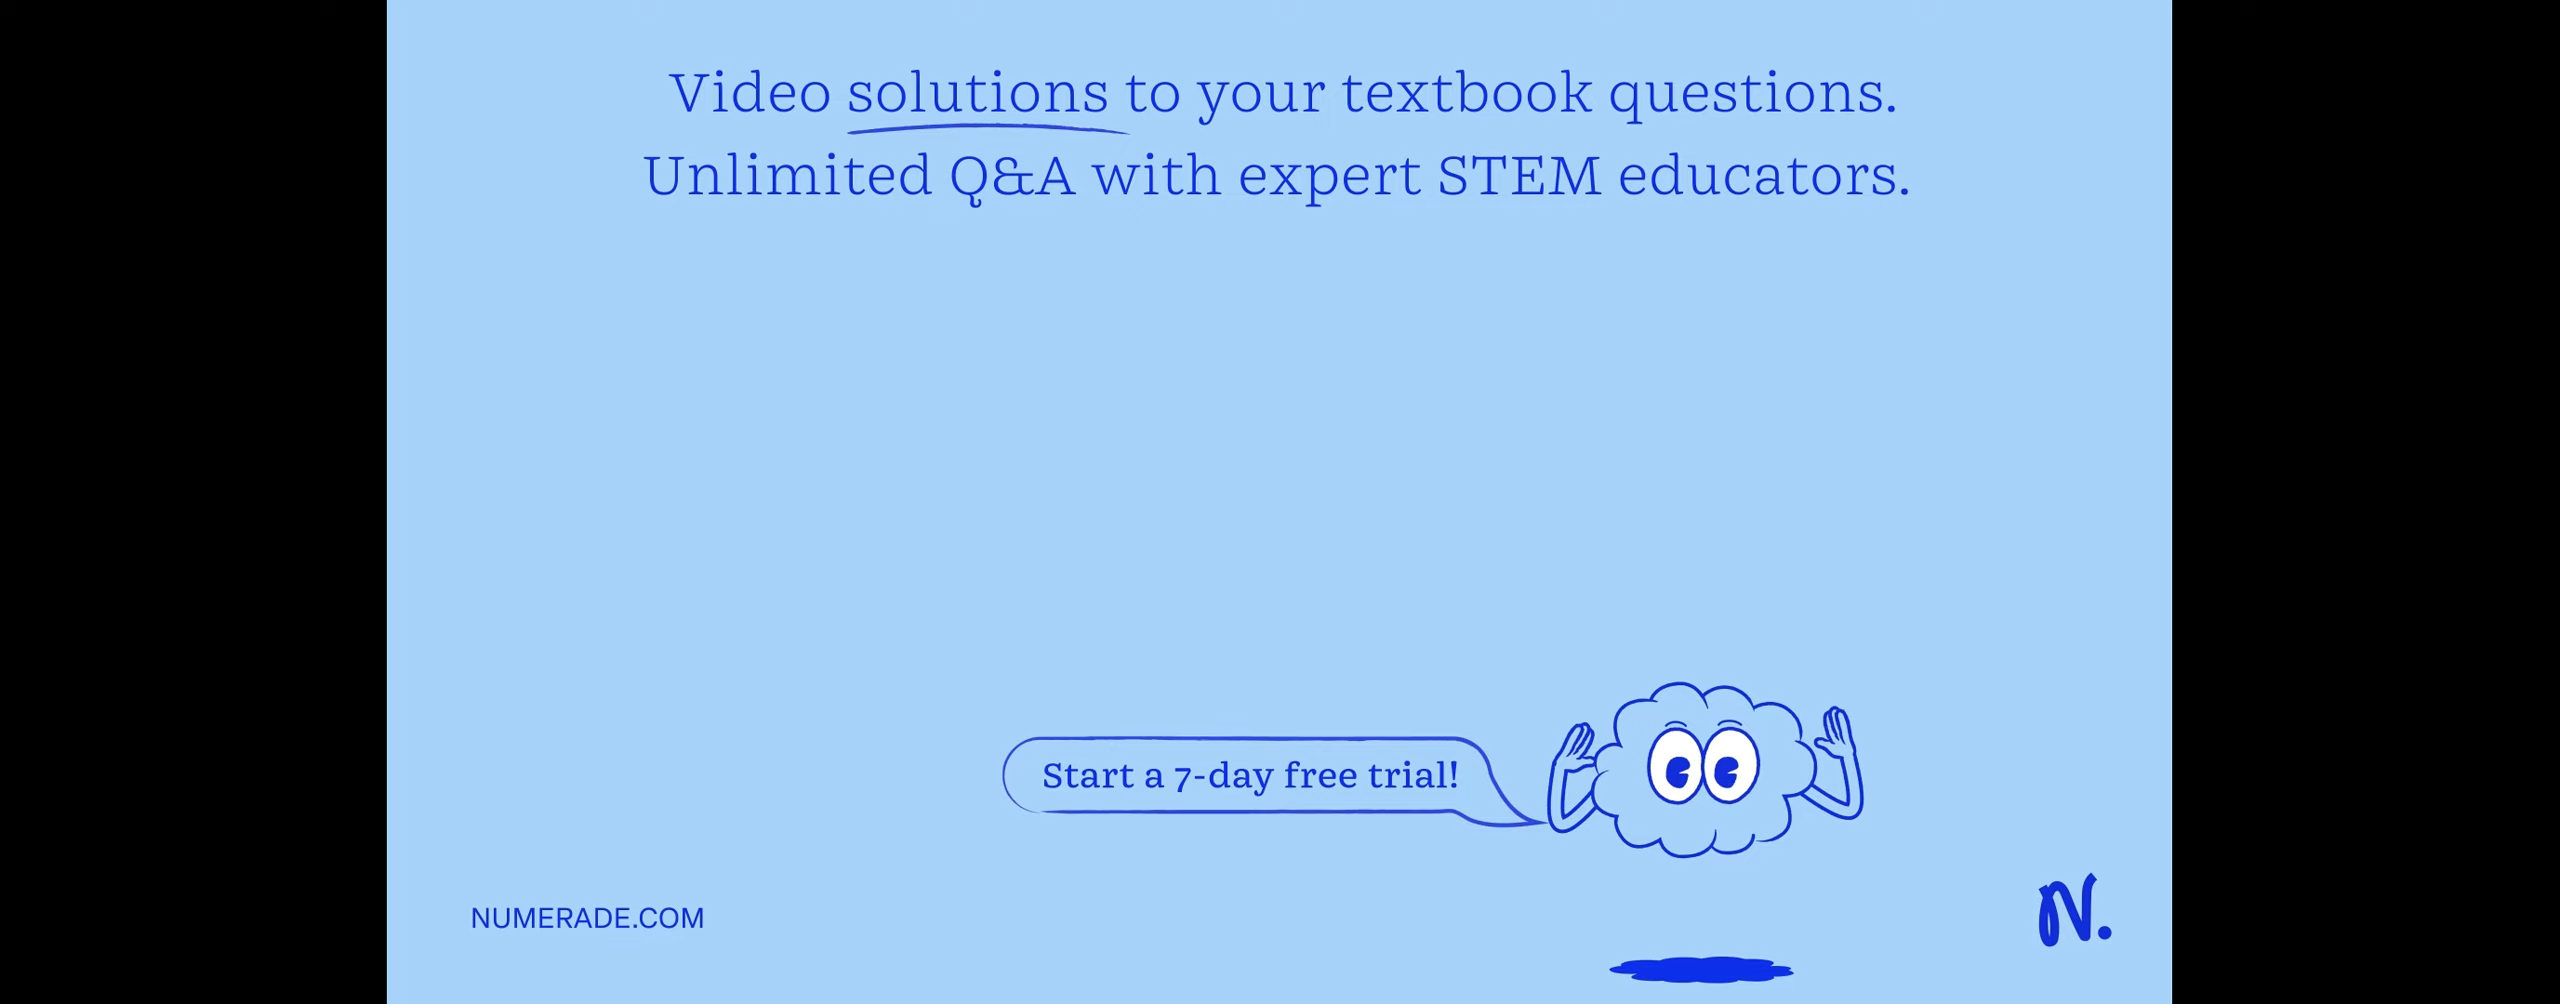 Video solutions to your textbook questions.
Unlimited Q&A with expert STEM educators.
Start a 7-day free trial!
NUMERADE.COM
N.